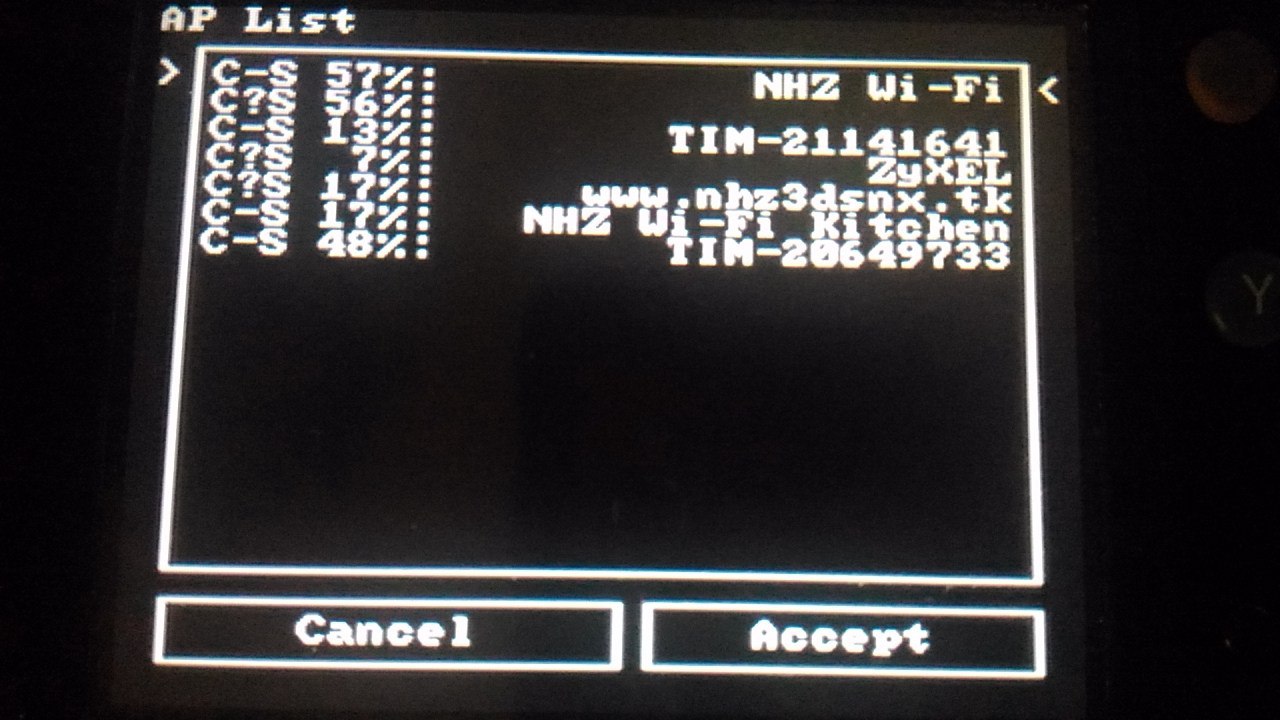 AP List
> C-S 57%: NHZ Wi-Fi <
C?S 56%:
C-S 13%: TIM-21141641
C?S 7%: ZyXEL
C?S 17%: www.nhz3dsnx.tk
C-S 17%: NHZ Wi-Fi Kitchen
C-S 48%: TIM-20649733
Y
Cancel Accept